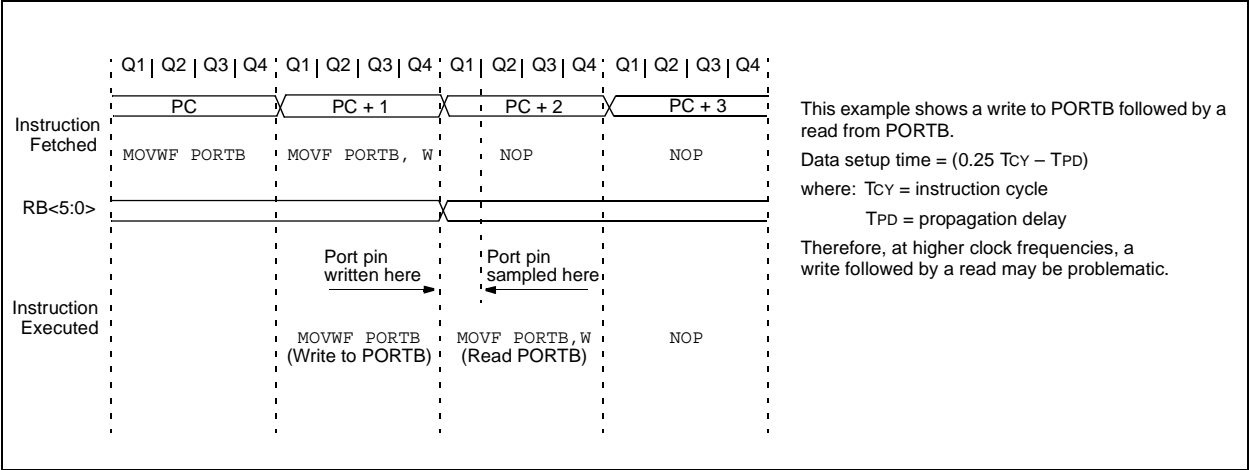 Q1 | Q2 | Q3 | Q4 Q1 | Q2 | Q3 | Q4 Q1 | Q2 | Q3 | Q4 Q1 | Q2 | Q3 | Q4
PC PC + 1 PC + 2 PC + 3
Instruction
Fetched
MOVWF PORTB MOVF PORTB, W NOP NOP
RB<5:0>
Port pin
written here
Port pin
sampled here
Instruction
Executed
MOVWF PORTB
(Write to PORTB)
MOVF PORTB,W
(Read PORTB)
NOP
This example shows a write to PORTB followed by a
read from PORTB.
Data setup time = (0.25 TCY – TPD)
where: TCY = instruction cycle
TPD = propagation delay
Therefore, at higher clock frequencies, a
write followed by a read may be problematic.